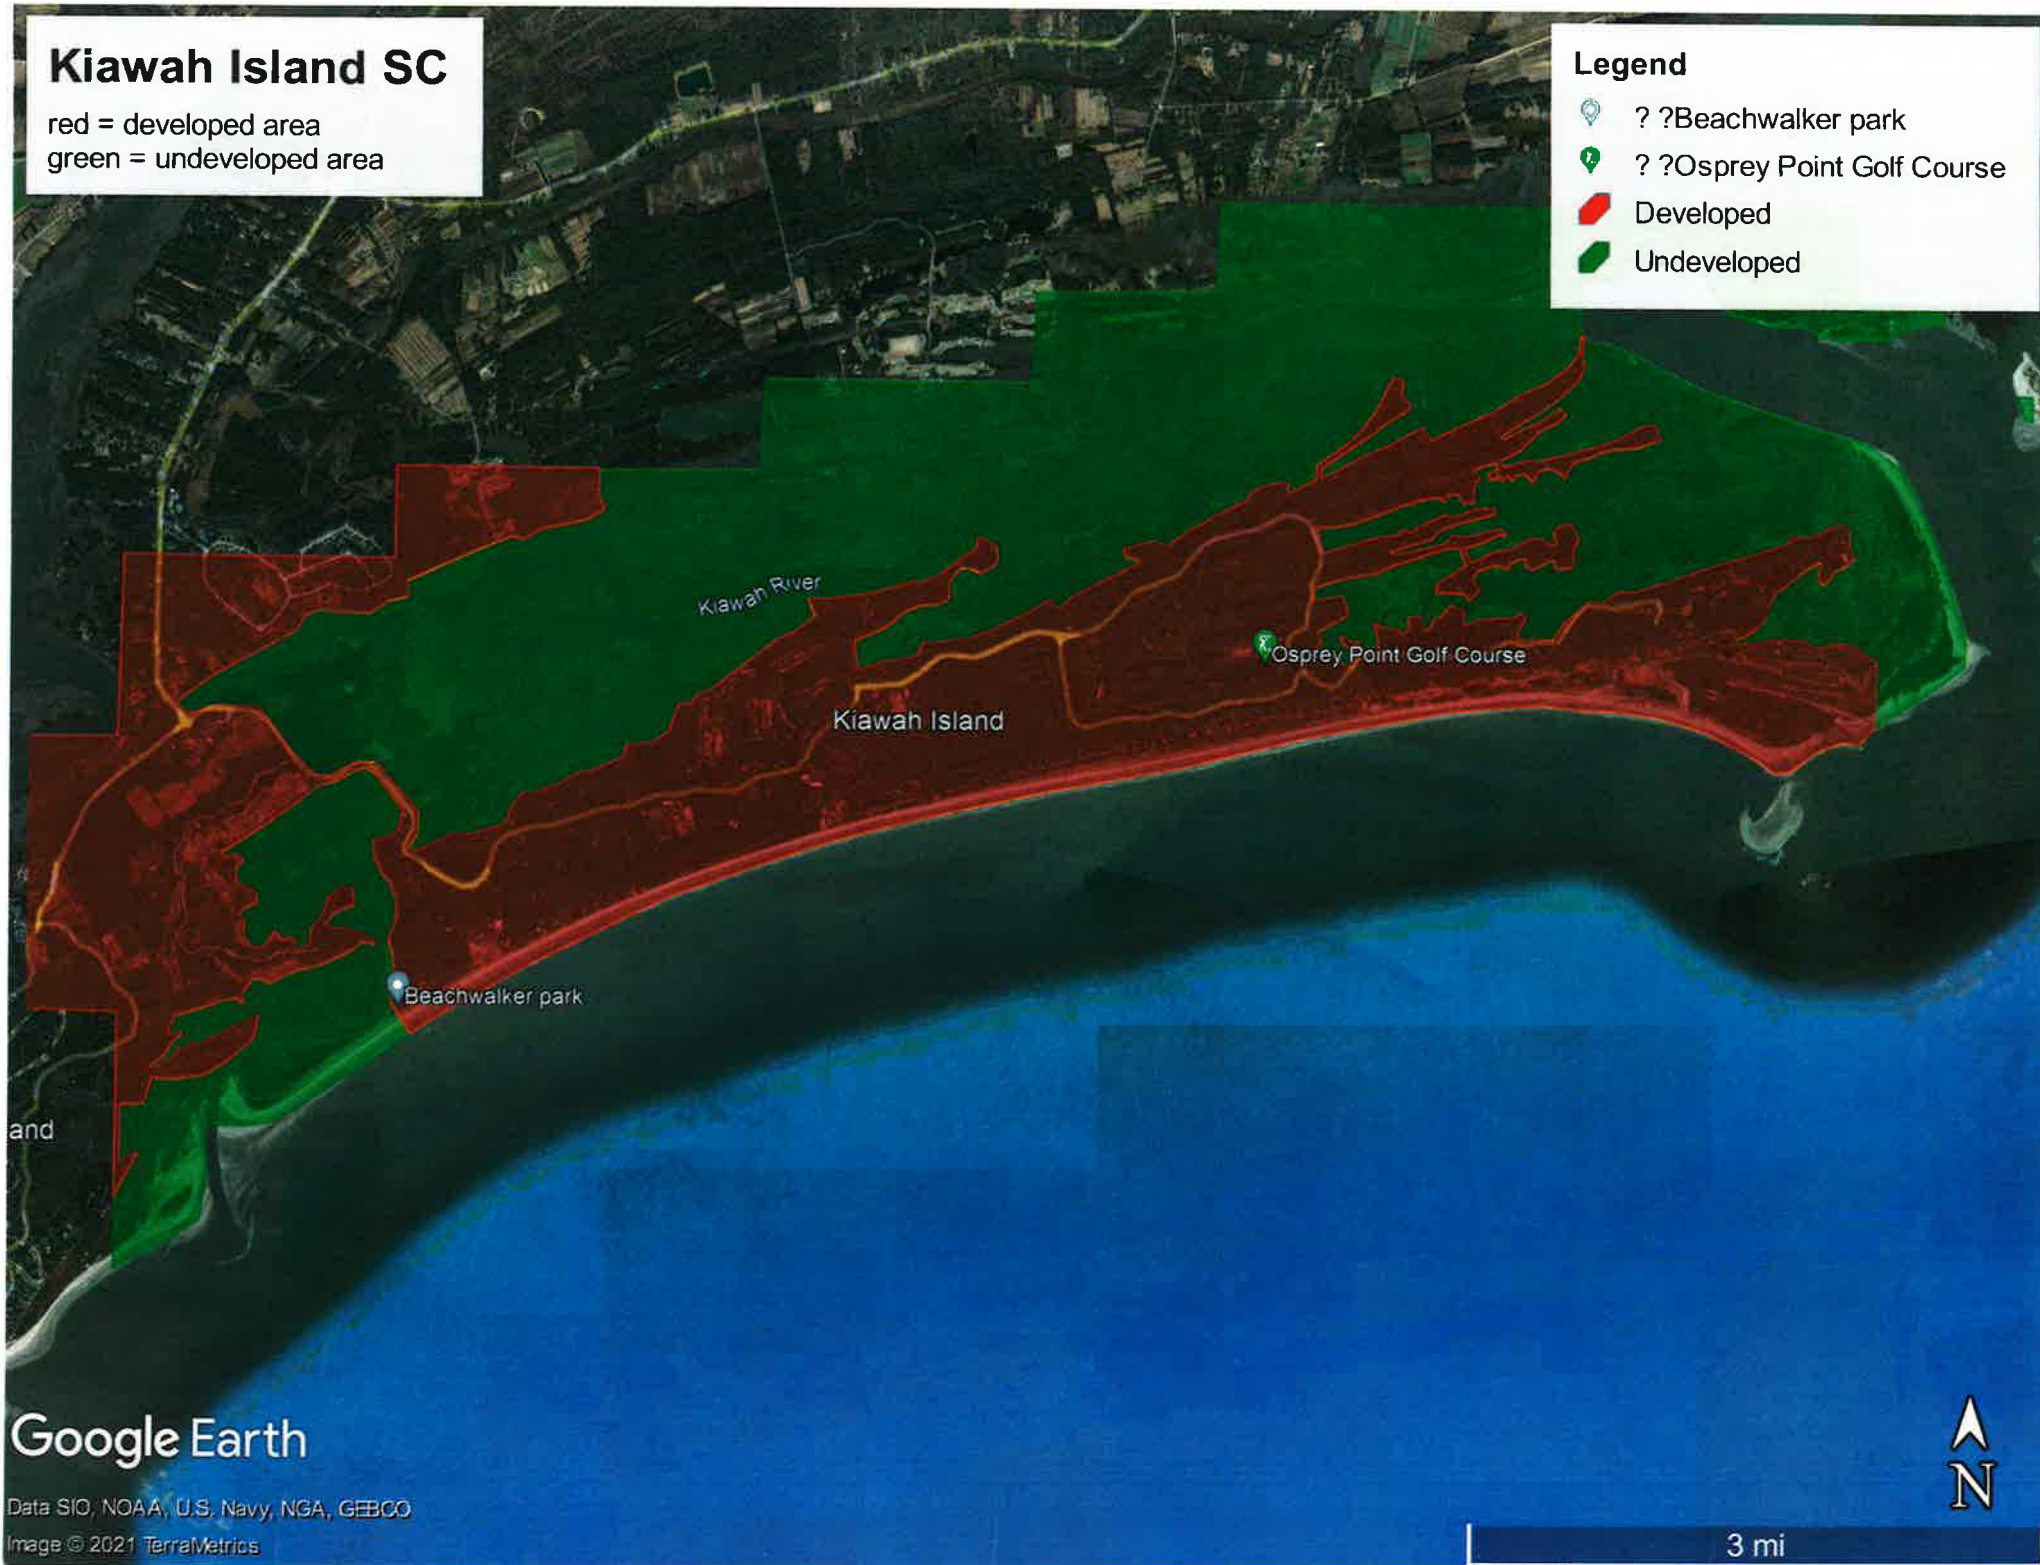 Kiawah Island SC
red = developed area
green = undeveloped area
Legend
? ?Beachwalker park
? ?Osprey Point Golf Course
Developed
Undeveloped
Kiawah River
Osprey Point Golf Course
Kiawah Island
Beachwalker park
and
Google Earth
Data SIO, NOAA, U.S. Navy, NGA, GEBCO
Image © 2021 TerraMetrics
N
3 mi